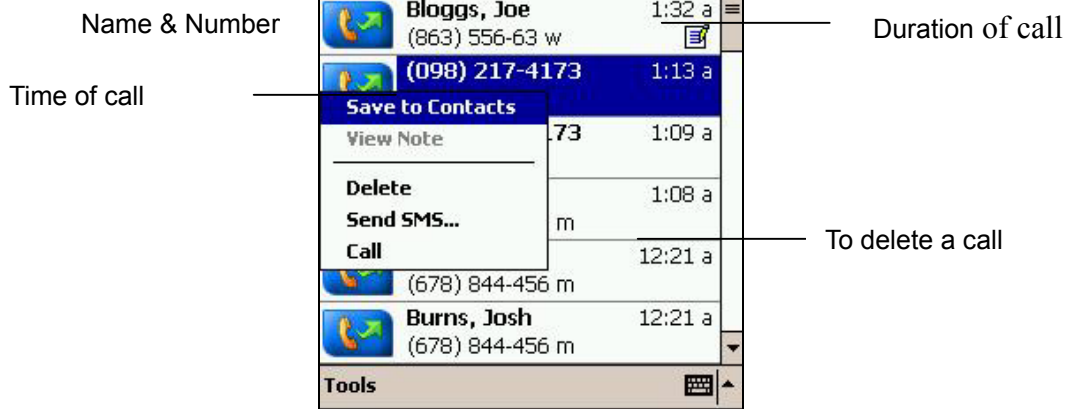 Name & Number
Bloggs, Joe 1:32 a
(863) 556-63 w
Duration of call
(098) 217-4173 1:13 a
Time of call
Save to Contacts
View Note
173 1:09 a
Delete
1:08 a
Send SMS...
m
To delete a call
Call
12:21 a
(678) 844-456 m
Burns, Josh 12:21 a
(678) 844-456 m
Tools